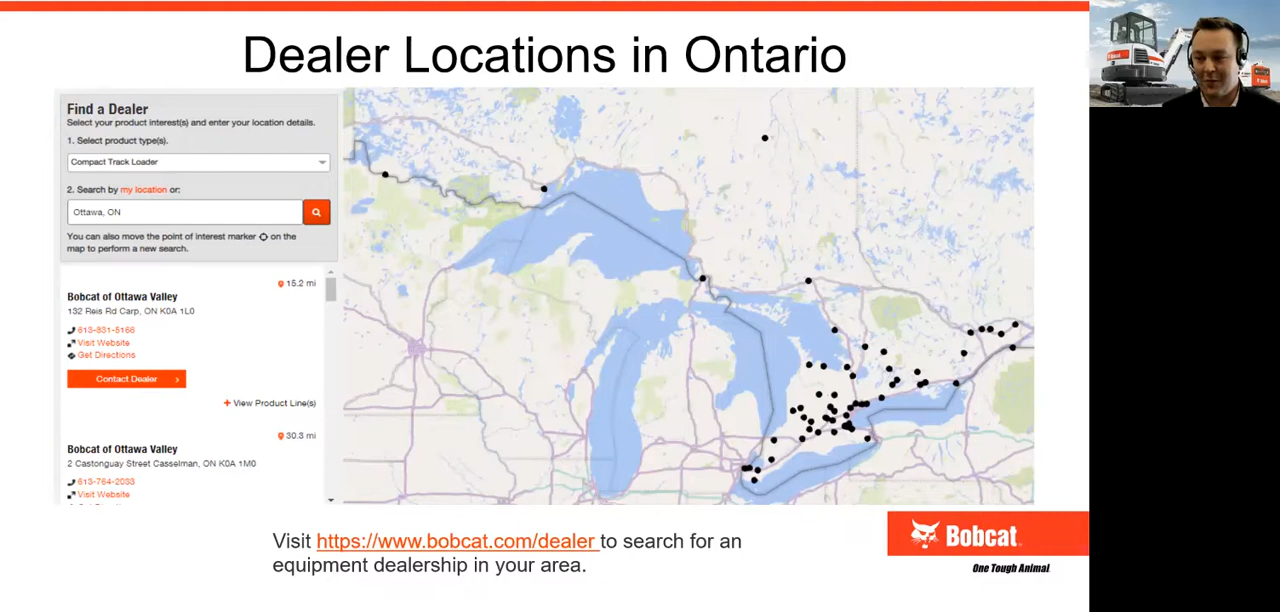 Dealer Locations in Ontario
Find a Dealer
Select your product interest(s) and enter your location details.
1. Select product type(s).
Compact Track Loader
2. Search by my location or:
Ottawa, ON
You can also move the point of interest marker on the
map to perform a new search.
15.2 mi
Bobcat of Ottawa Valley
132 Reis Rd Carp, ON K0A 1L0
613-831-5166
Visit Website
Get Directions
Contact Dealer
View Product Line(s)
30.3 mi
Bobcat of Ottawa Valley
2 Castonguay Street Casselman, ON K0A 1M0
613-764-2033
Visit Website
Visit https://www.bobcat.com/dealer to search for an
equipment dealership in your area.
Bobcat
One Tough Animal